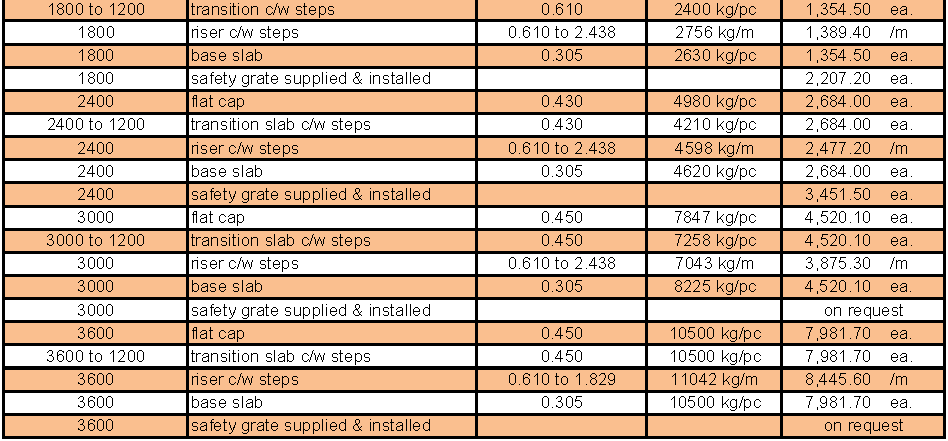 1800 to 1200 transition c/w steps 0.610 2400 kg/pc 1,354.50 ea.
1800 riser c/w steps 0.610 to 2.438 2756 kg/m 1,389.40 /m
1800 base slab 0.305 2630 kg/pc 1,354.50 ea.
1800 safety grate supplied & installed 2,207.20 ea.
2400 flat cap 0.430 4980 kg/pc 2,684.00 ea.
2400 to 1200 transition slab c/w steps 0.430 4210 kg/pc 2,684.00 ea.
2400 riser c/w steps 0.610 to 2.438 4598 kg/m 2,477.20 /m
2400 base slab 0.305 4620 kg/pc 2,684.00 ea.
2400 safety grate supplied & installed 3,451.50 ea.
3000 flat cap 0.450 7847 kg/pc 4,520.10 ea.
3000 to 1200 transition slab c/w steps 0.450 7258 kg/pc 4,520.10 ea.
3000 riser c/w steps 0.610 to 2.438 7043 kg/m 3,875.30 /m
3000 base slab 0.305 8225 kg/pc 4,520.10 ea.
3000 safety grate supplied & installed on request
3600 flat cap 0.450 10500 kg/pc 7,981.70 ea.
3600 to 1200 transition slab c/w steps 0.450 10500 kg/pc 7,981.70 ea.
3600 riser c/w steps 0.610 to 1.829 11042 kg/m 8,445.60 /m
3600 base slab 0.305 10500 kg/pc 7,981.70 ea.
3600 safety grate supplied & installed on request